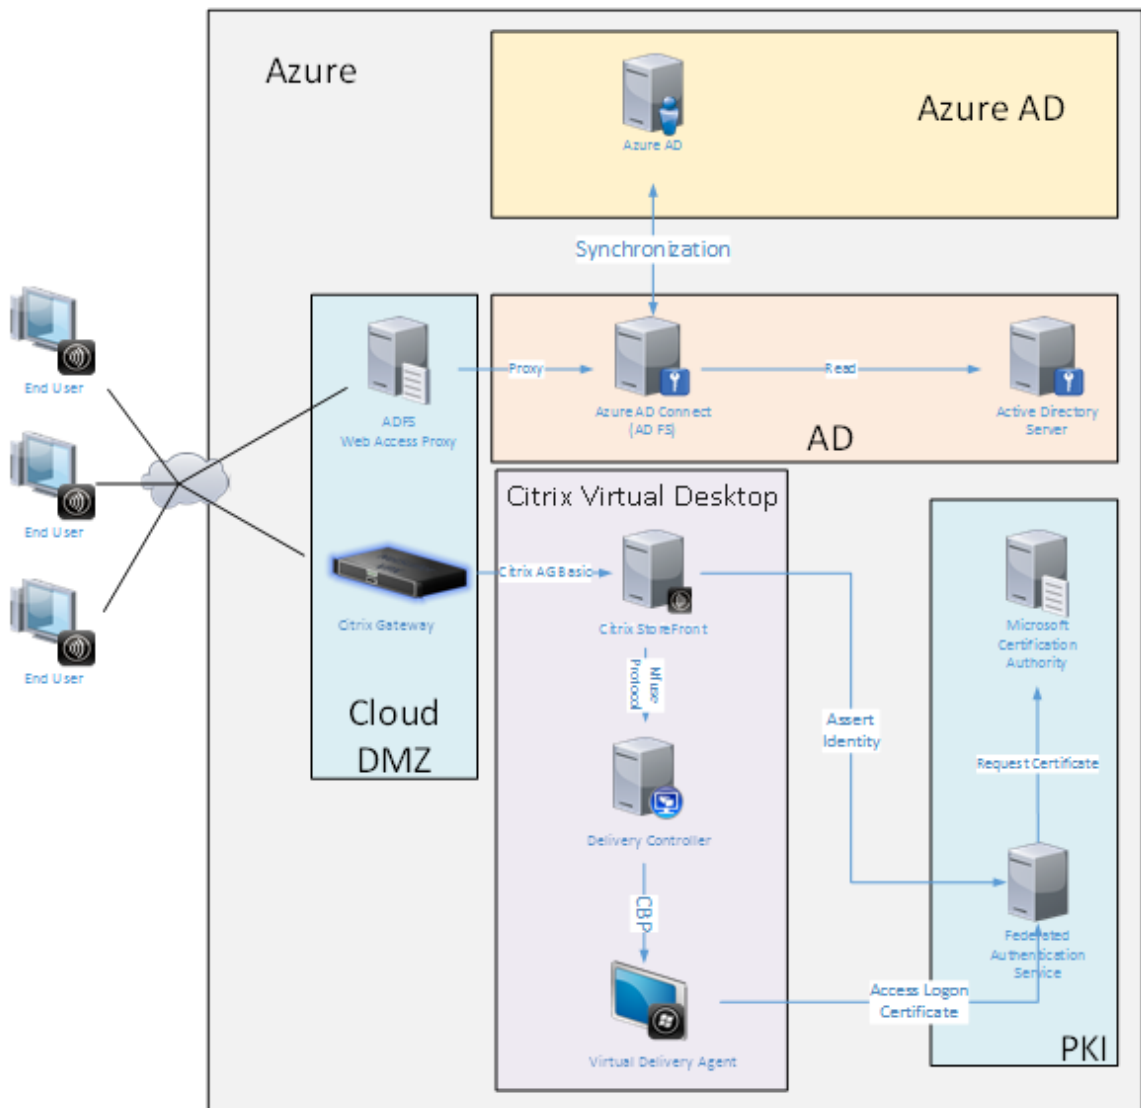 Azure
Azure AD
Azure AD
Synchronization
End User
End User
End User
ADFS
Web Access Proxy
Proxy
Azure AD Connect
(AD FS)
Read
Active Directory
Server
AD
Citrix Gateway
Cloud
DMZ
Citrix Virtual Desktop
Citrix AG Basic
Citrix StoreFront
Nfuse
Protocol
Delivery Controller
CBP
Virtual Delivery Agent
Assert
Identity
Access Logon
Certificate
Microsoft
Certification
Authority
Request Certificate
Federated
Authentication
Service
PKI